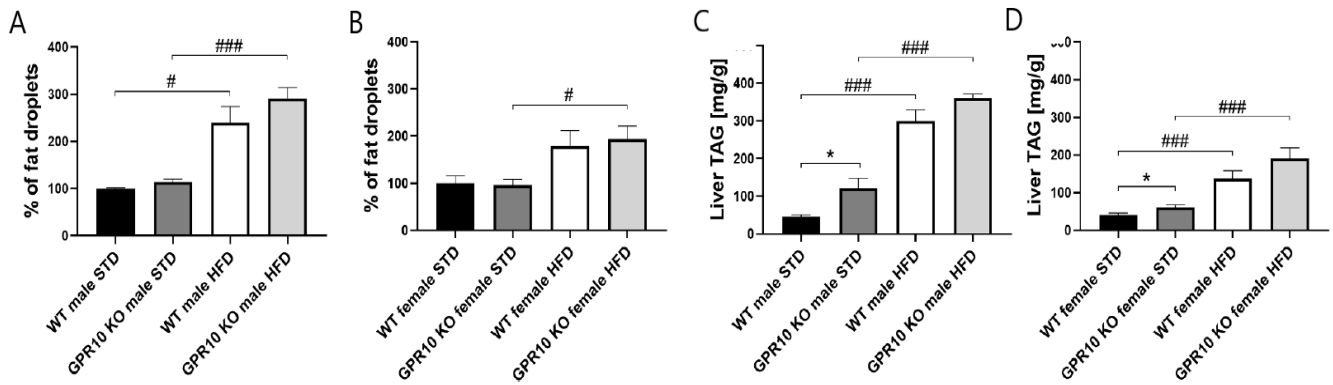 A
% of fat droplets
400
300
200
100
0
#
###
WT male STD
GPR10 KO male STD
WT male HFD
GPR10 KO male HFD
B
% of fat droplets
400
300
200
100
0
#
WT female STD
GPR10 KO female STD
WT female HFD
GPR10 KO female HFD
C
Liver TAG [mg/g]
400
300
200
100
0
*
###
###
WT male STD
GPR10 KO male STD
WT male HFD
GPR10 KO male HFD
D
Liver TAG [mg/g]
400
300
200
100
0
*
###
###
WT female STD
GPR10 KO female STD
WT female HFD
GPR10 KO female HFD